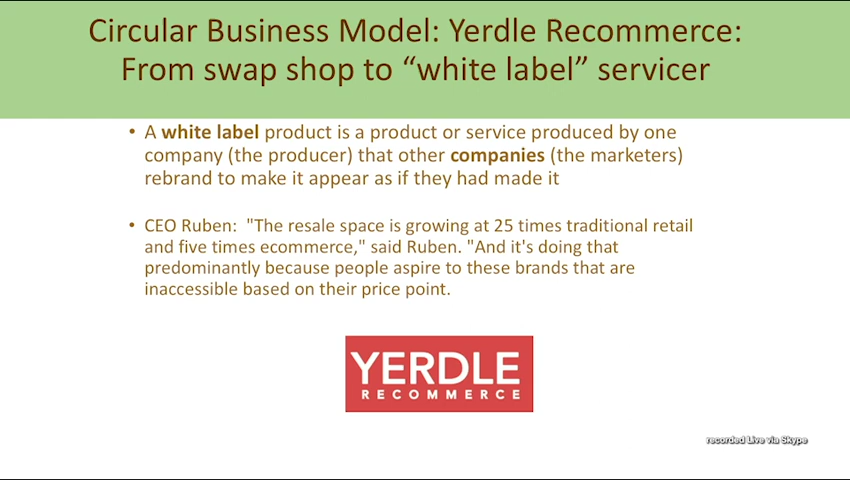 Circular Business Model: Yerdle Recommerce:
From swap shop to “white label” servicer
• A white label product is a product or service produced by one
company (the producer) that other companies (the marketers)
rebrand to make it appear as if they had made it
• CEO Ruben:  "The resale space is growing at 25 times traditional retail
and five times ecommerce," said Ruben. "And it's doing that
predominantly because people aspire to these brands that are
inaccessible based on their price point.
YERDLE
RECOMMERCE
recorded Live via Skype